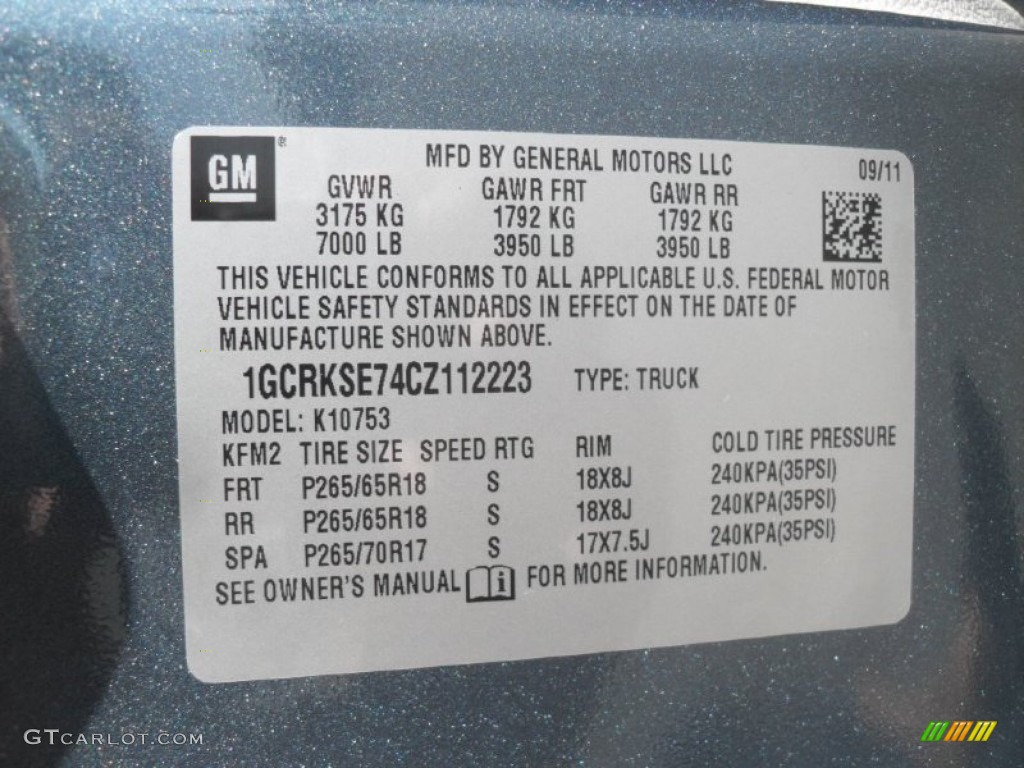 GM®
MFD BY GENERAL MOTORS LLC 09/11
GVWR GAWR FRT GAWR RR
3175 KG 1792 KG 1792 KG
7000 LB 3950 LB 3950 LB
THIS VEHICLE CONFORMS TO ALL APPLICABLE U.S. FEDERAL MOTOR
VEHICLE SAFETY STANDARDS IN EFFECT ON THE DATE OF
MANUFACTURE SHOWN ABOVE.
1GCRKSE74CZ112223 TYPE: TRUCK
MODEL: K10753
KFM2 TIRE SIZE SPEED RTG RIM COLD TIRE PRESSURE
FRT P265/65R18 S 18X8J 240KPA(35PSI)
RR P265/65R18 S 18X8J 240KPA(35PSI)
SPA P265/70R17 S 17X7.5J 240KPA(35PSI)
SEE OWNER'S MANUAL i FOR MORE INFORMATION.
GTCARLOT.COM